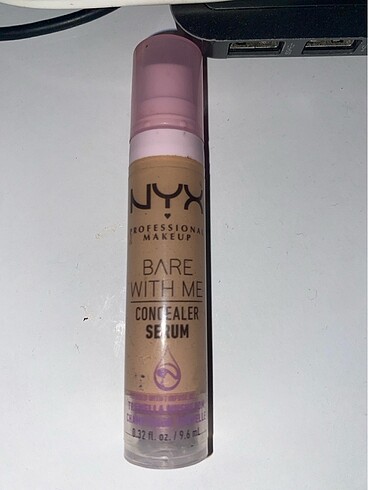 NYX
PROFESSIONAL
MAKEUP
BARE
WITH ME
CONCEALER
SERUM
0.32 fl. oz. / 9.6 mL